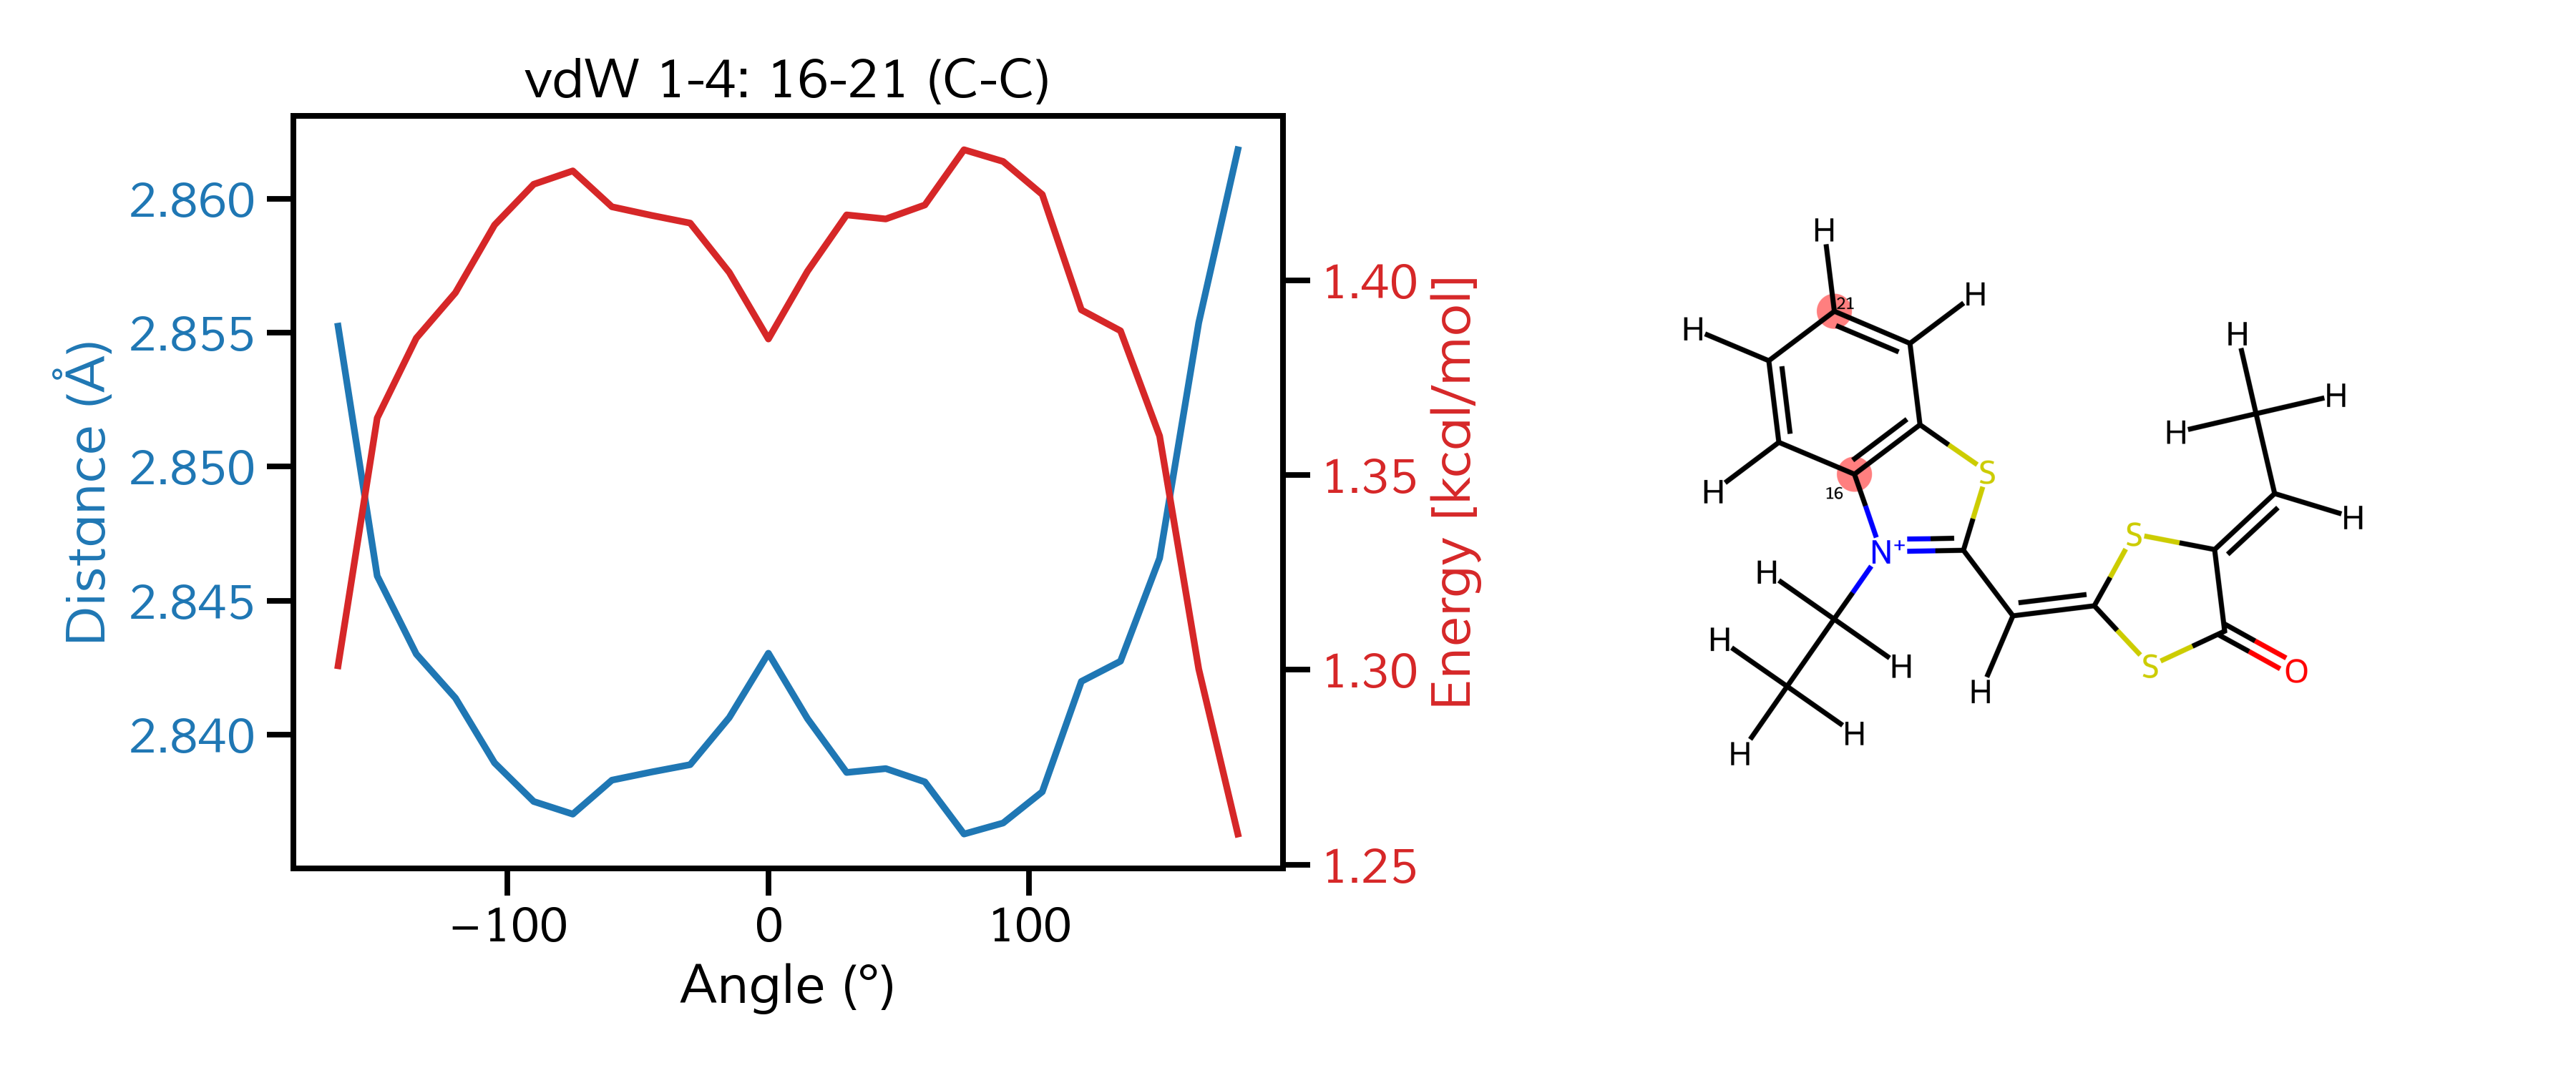 vdW 1-4: 16-21 (C-C)
Distance (Å)
2.860
2.855
2.850
2.845
2.840
−100
0
100
Angle (°)
1.40
1.35
1.30
1.25
Energy [kcal/mol]
H
21
H
H
H
16
S
N+
H
H
H
H
H
H
H
H
H
H
S
S
O